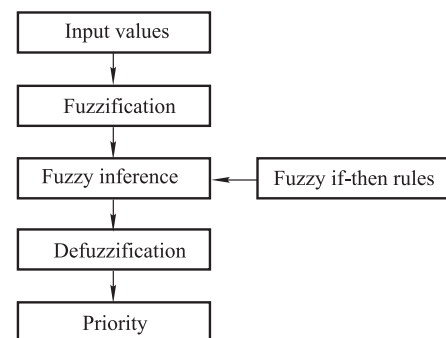 Input values
Fuzzification
Fuzzy inference
Fuzzy if-then rules
Defuzzification
Priority